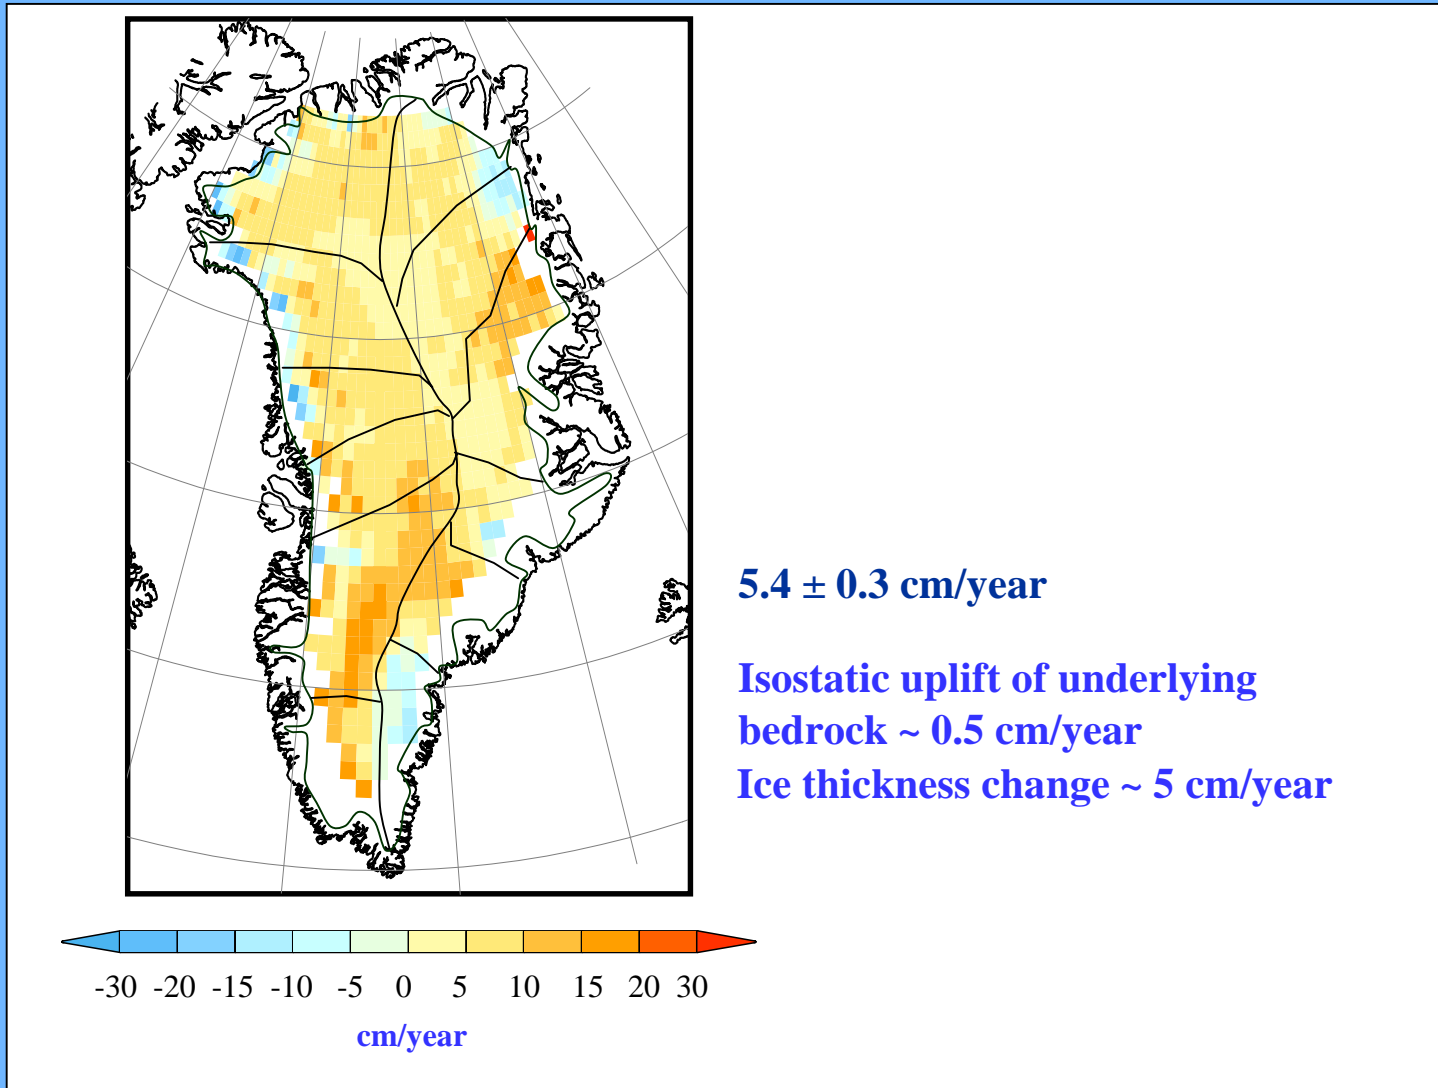 5.4 ± 0.3 cm/year
Isostatic uplift of underlying
bedrock ~ 0.5 cm/year
Ice thickness change ~ 5 cm/year
-30 -20 -15 -10 -5 0 5 10 15 20 30
cm/year